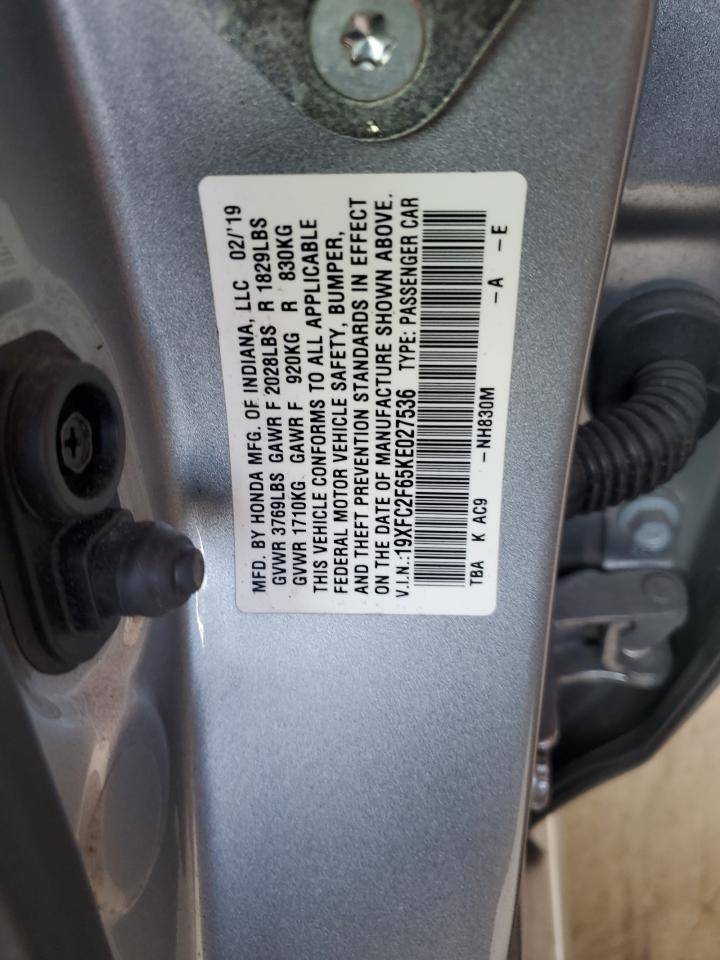 MFD. BY HONDA MFG. OF INDIANA, LLC 02/'19
GVWR 3769LBS GAWR F 2028LBS R 1829LBS
GVWR 1710KG GAWR F 920KG R 830KG
THIS VEHICLE CONFORMS TO ALL APPLICABLE
FEDERAL MOTOR VEHICLE SAFETY, BUMPER,
AND THEFT PREVENTION STANDARDS IN EFFECT
ON THE DATE OF MANUFACTURE SHOWN ABOVE.
V.I.N.:19XFC2F65KE027536 TYPE: PASSENGER CAR
TBA K AC9 -NH830M -A -E